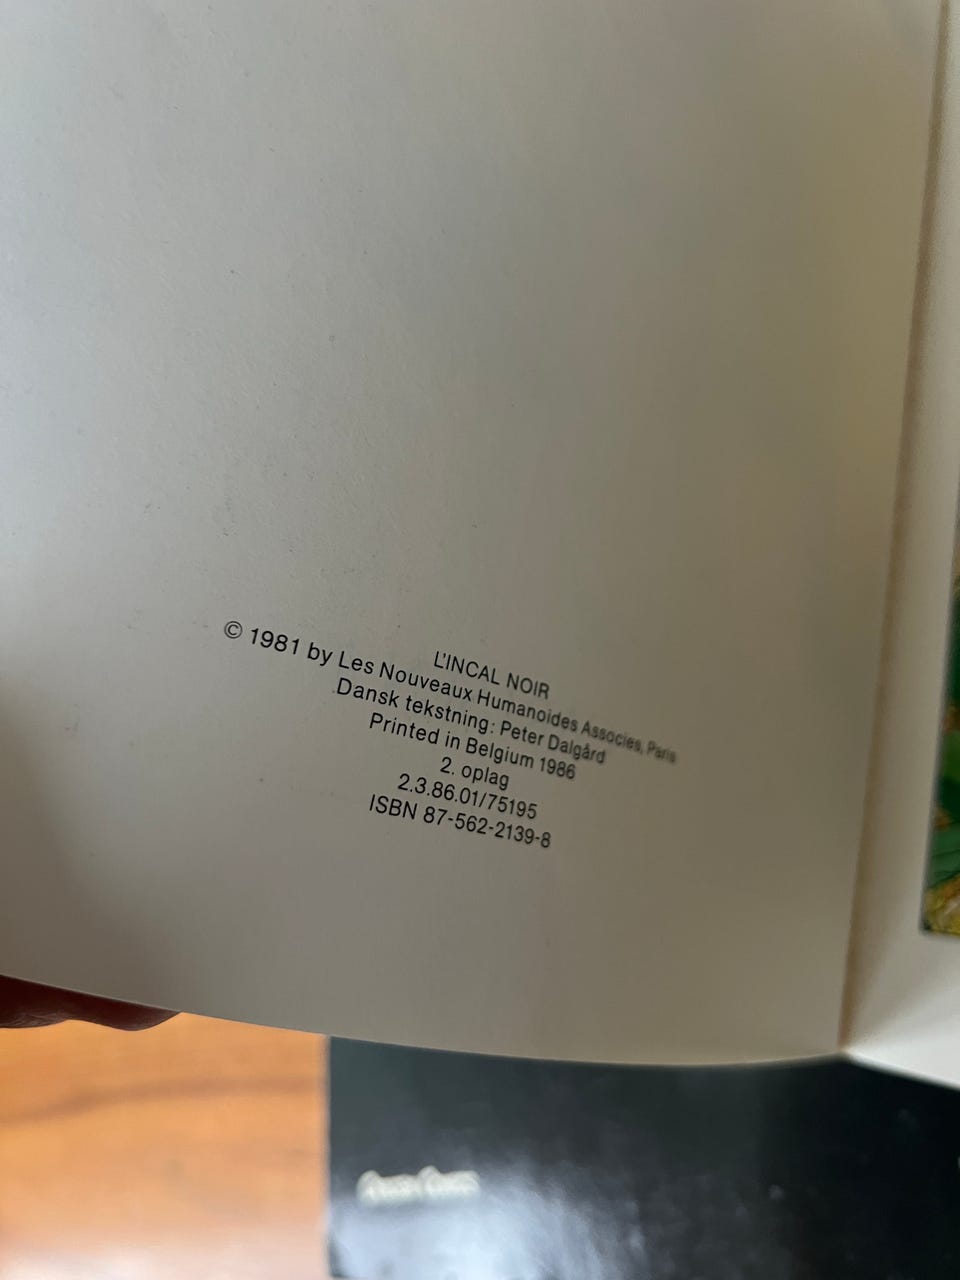 L'INCAL NOIR
© 1981 by Les Nouveaux Humanoides Associes, Paris
Dansk tekstning: Peter Dalgård
Printed in Belgium 1986
2. oplag
2.3.86.01/75195
ISBN 87-562-2139-8